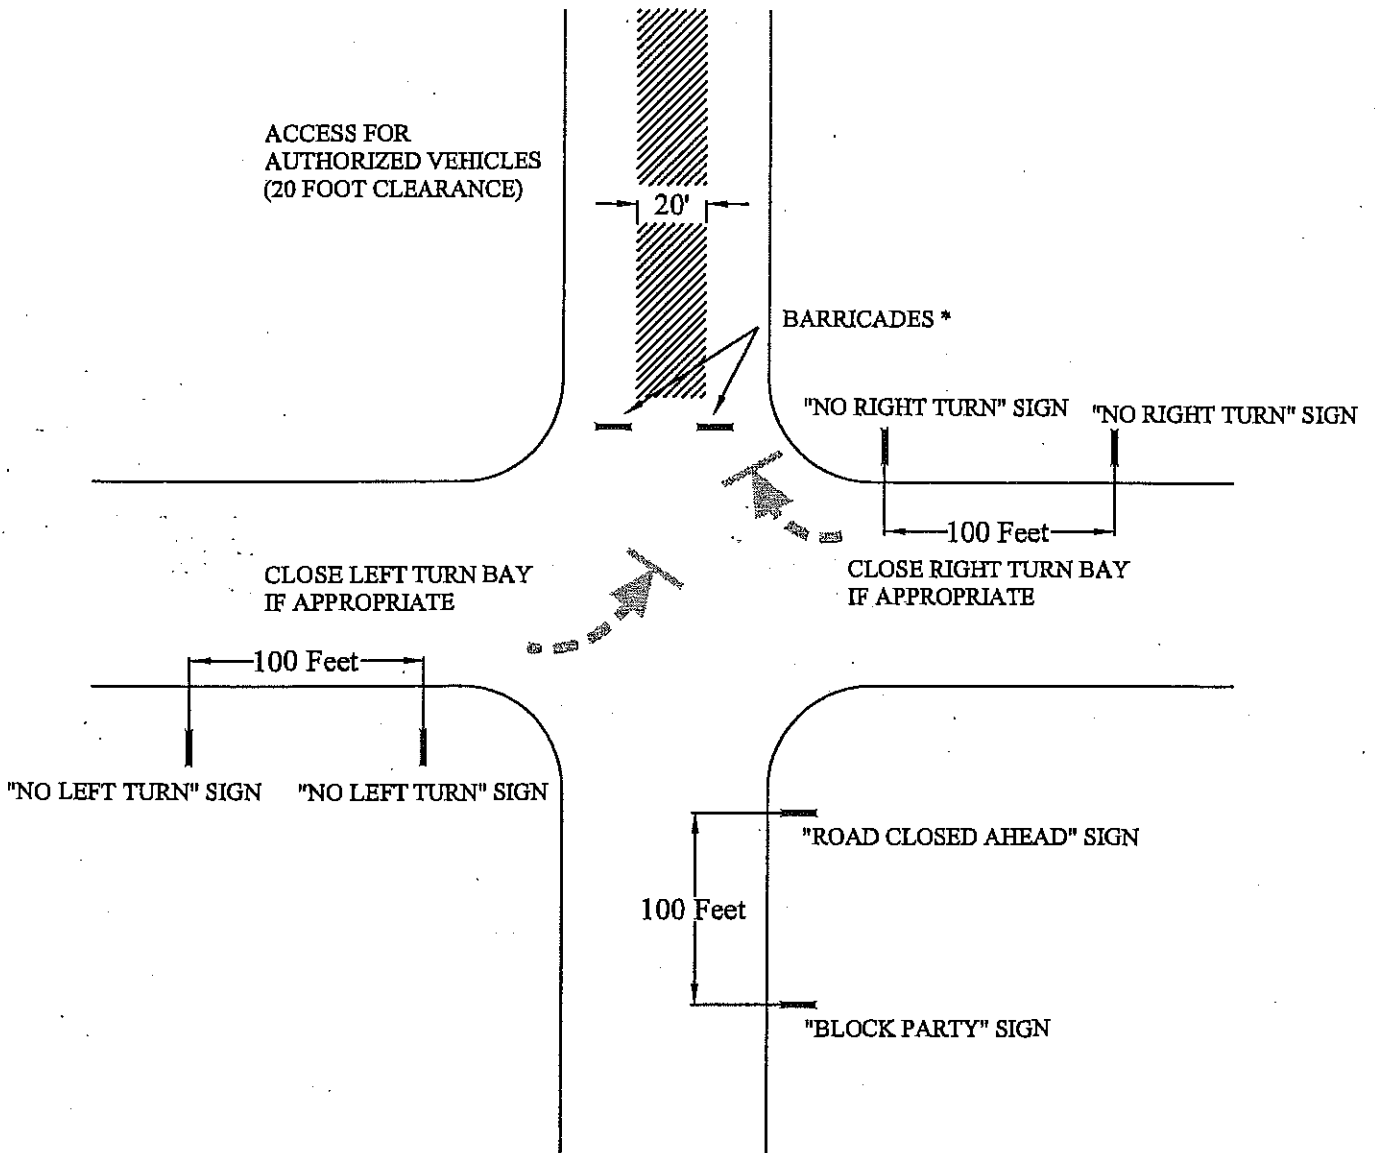 ACCESS FOR
AUTHORIZED VEHICLES
(20 FOOT CLEARANCE)
20'
BARRICADES *
"NO RIGHT TURN" SIGN
"NO RIGHT TURN" SIGN
100 Feet
CLOSE LEFT TURN BAY
IF APPROPRIATE
CLOSE RIGHT TURN BAY
IF APPROPRIATE
100 Feet
"NO LEFT TURN" SIGN
"NO LEFT TURN" SIGN
"ROAD CLOSED AHEAD" SIGN
100 Feet
"BLOCK PARTY" SIGN